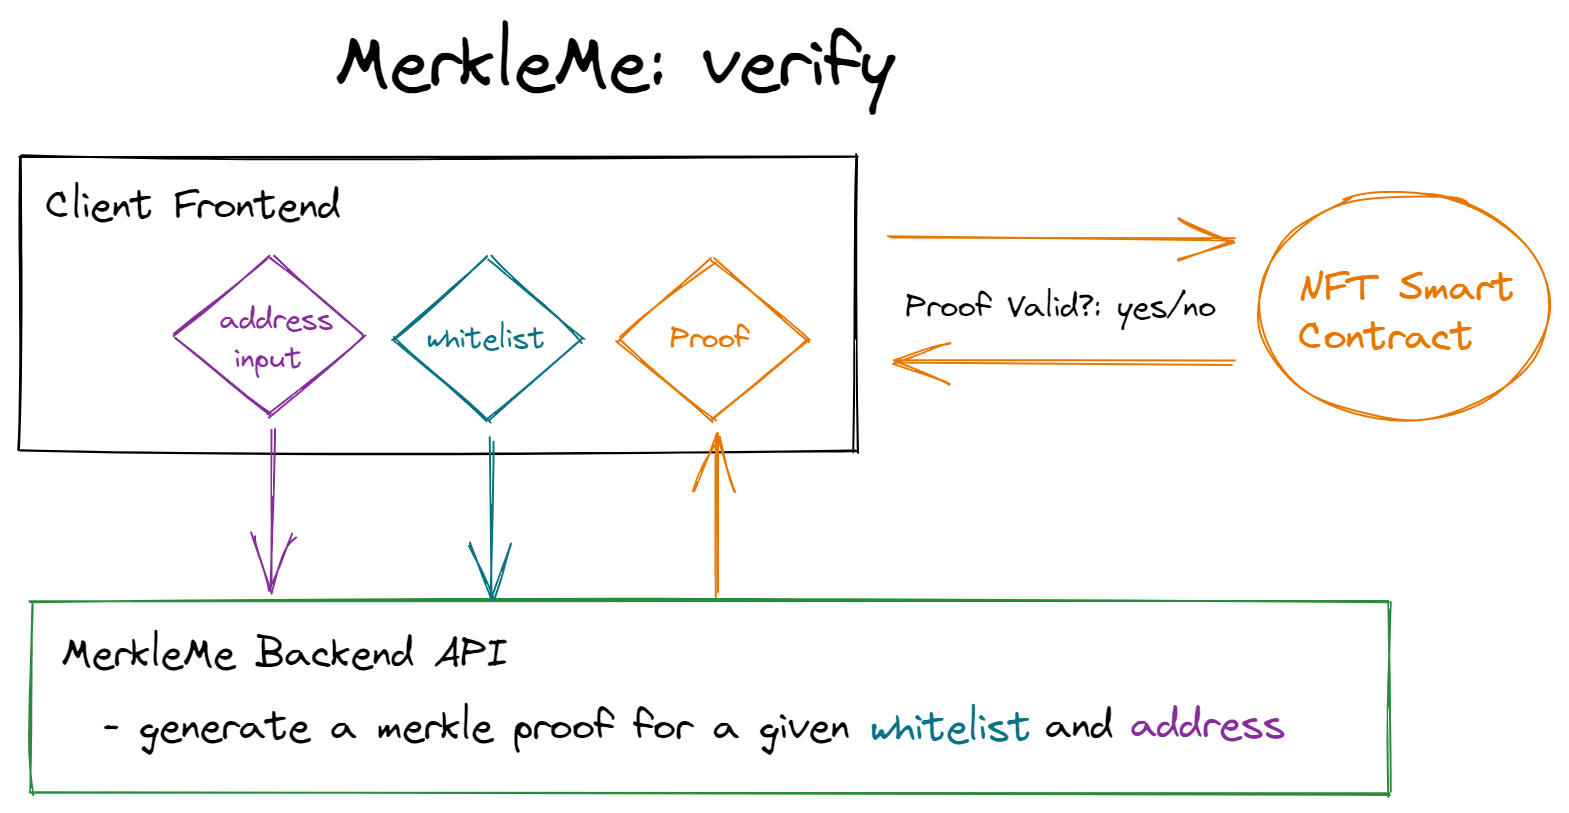 MerkleMe: verify
Client Frontend
address
input
whitelist
Proof
Proof Valid?: yes/no
NFT Smart
Contract
MerkleMe Backend API
- generate a merkle proof for a given whitelist and address